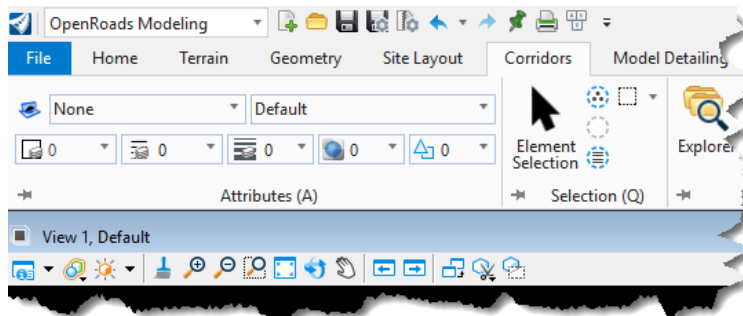 OpenRoads Modeling
File Home Terrain Geometry Site Layout Corridors Model Detailing
None Default
0 0 0 0 0
Element Selection
Explorer
Attributes (A) Selection (Q)
View 1, Default